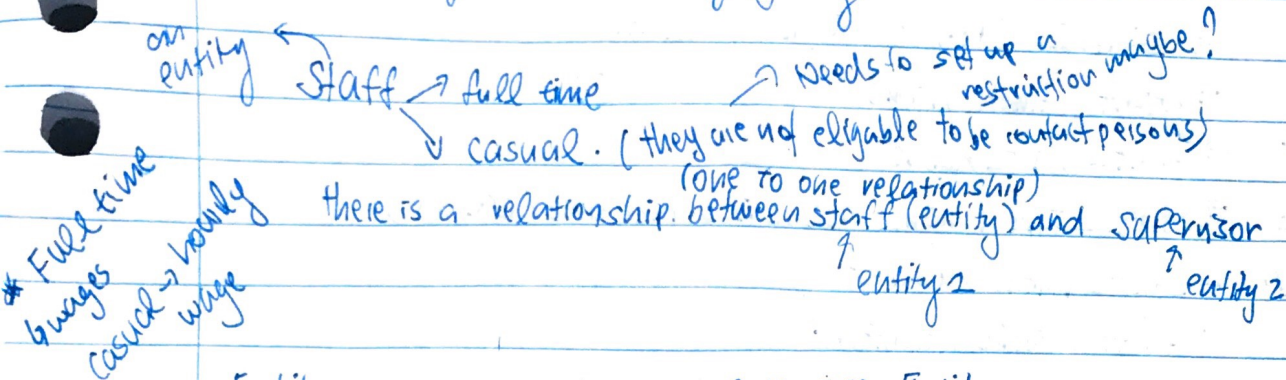 an
entity
Staff ↗ full time
↗ Needs to set up a
restriction maybe?
↘ casual. (they are not eligable to be contact persons)
(one to one relationship)
there is a relationship. between staff (entity) and supervisor
↑ entity 1
↑ entity 2
* Full time
↳ wages
casual → hourly
wage